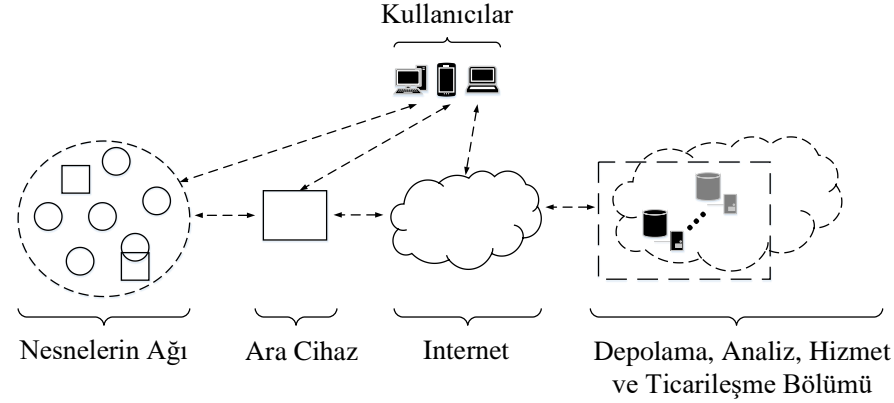 Kullanıcılar
Nesnelerin Ağı
Ara Cihaz
Internet
Depolama, Analiz, Hizmet
ve Ticarileşme Bölümü